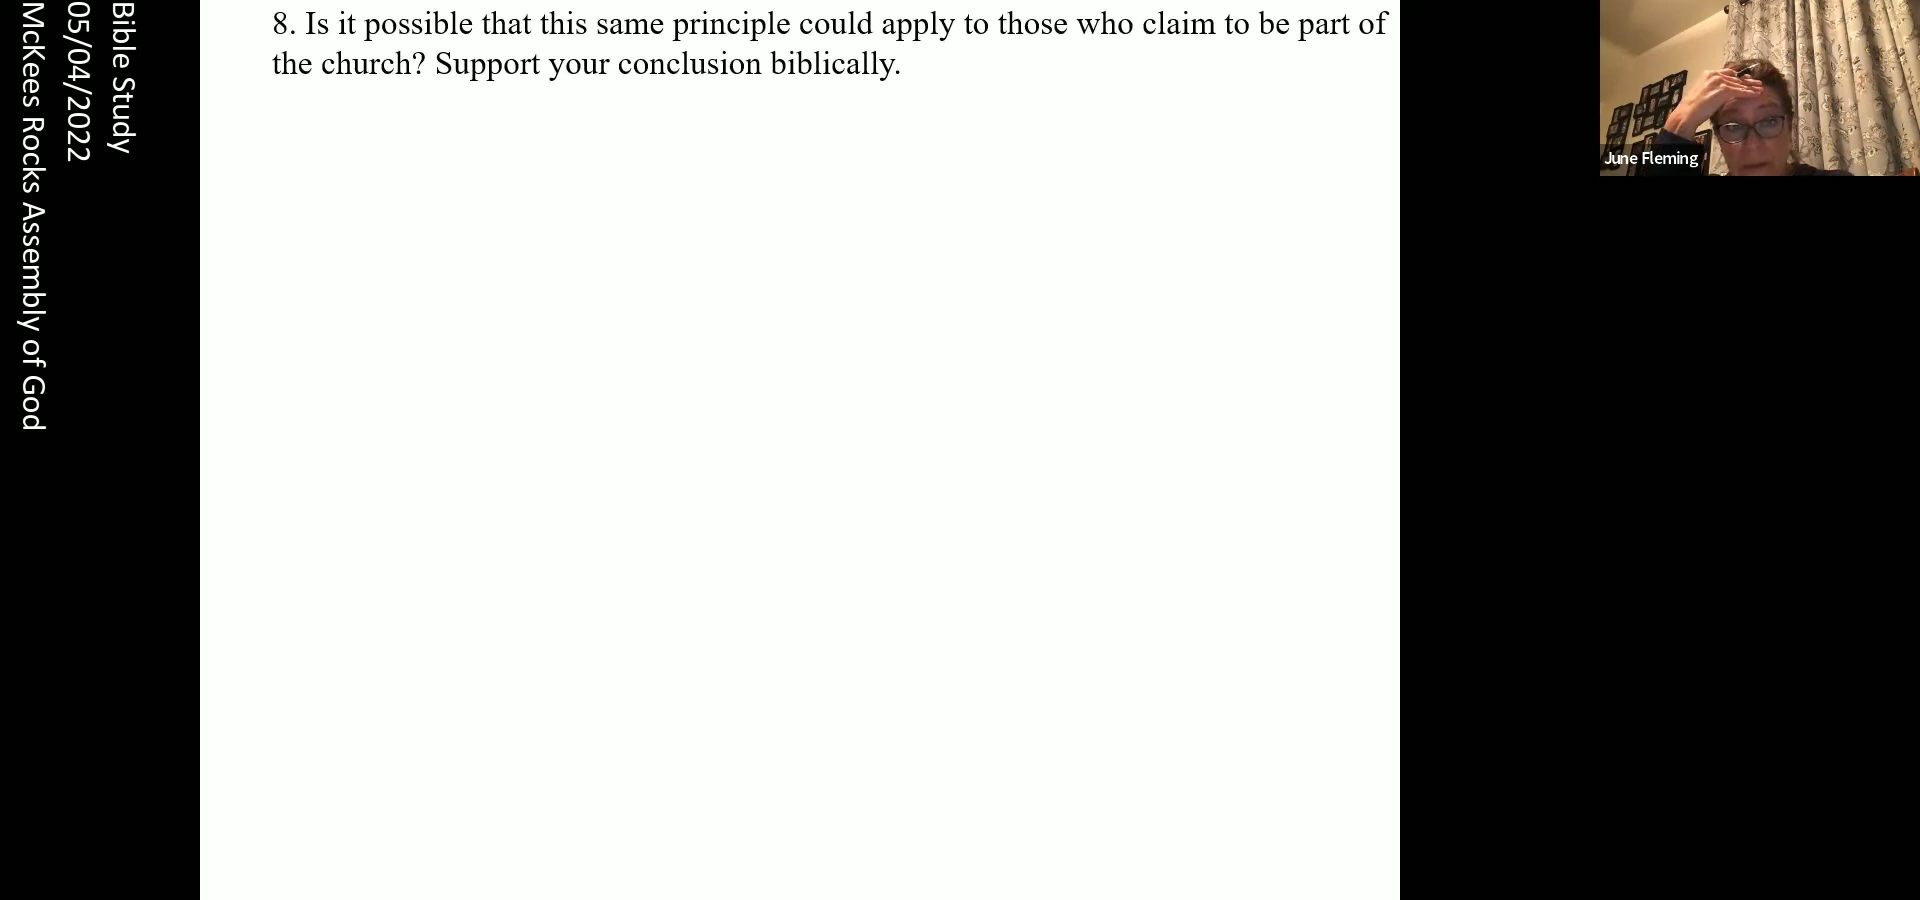 Bible Study
05/04/2022
McKees Rocks Assembly of God
8. Is it possible that this same principle could apply to those who claim to be part of
the church? Support your conclusion biblically.
June Fleming